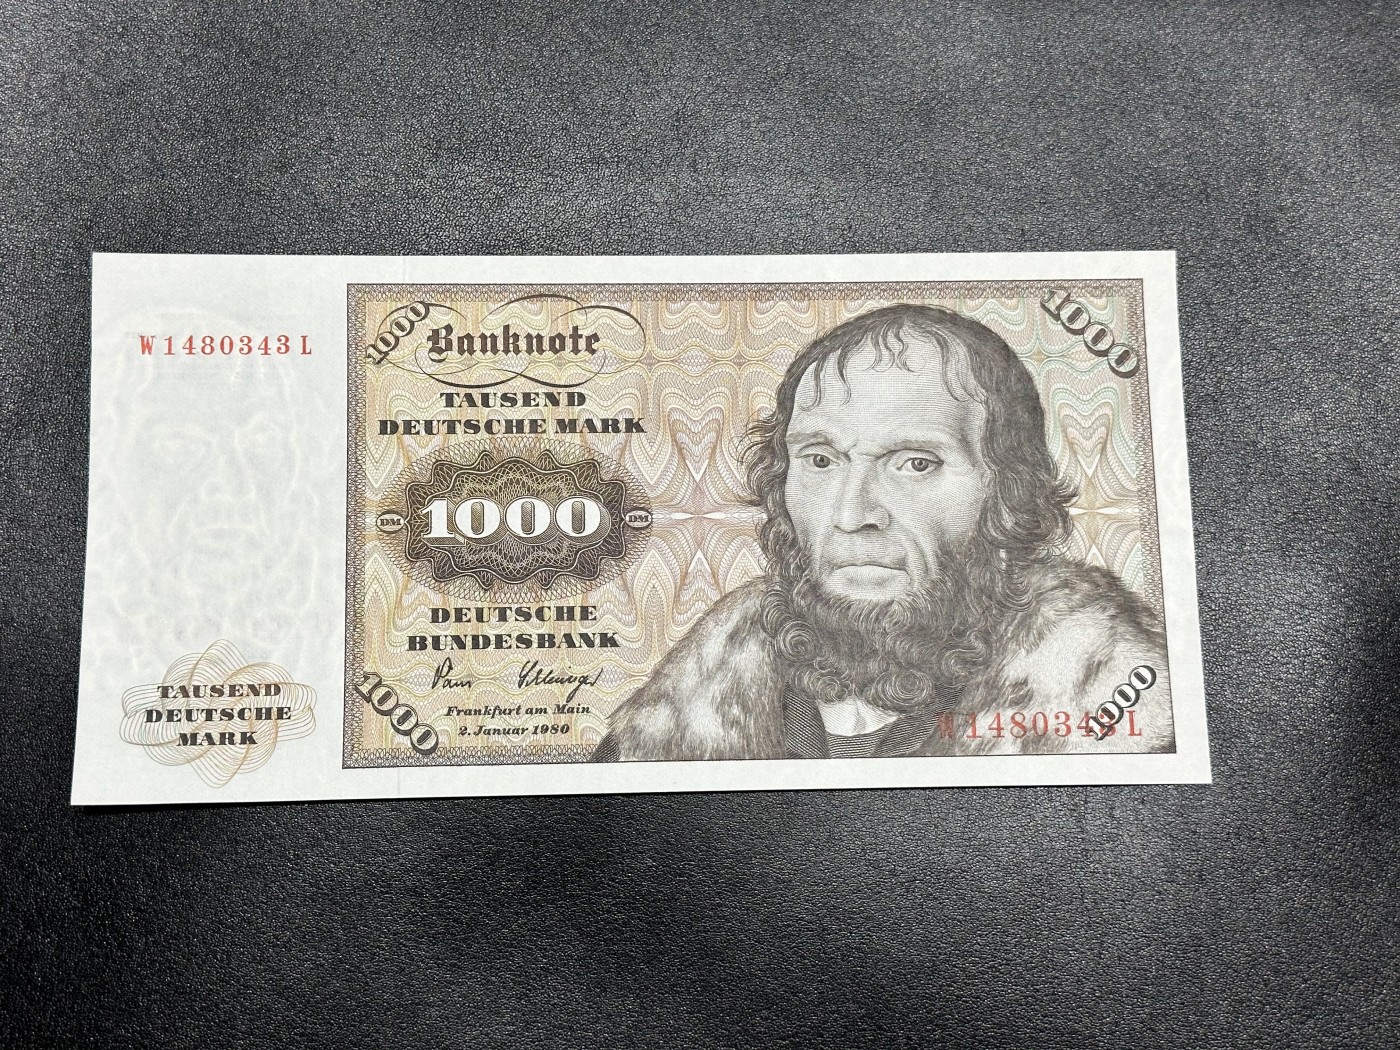 W1480343L
1000
Banknote
TAUSEND
DEUTSCHE MARK
DM 1000 DM
DEUTSCHE
BUNDESBANK
Frankfurt am Main
2. Januar 1980
1000
TAUSEND
DEUTSCHE
MARK
1000
1000
W1480343L